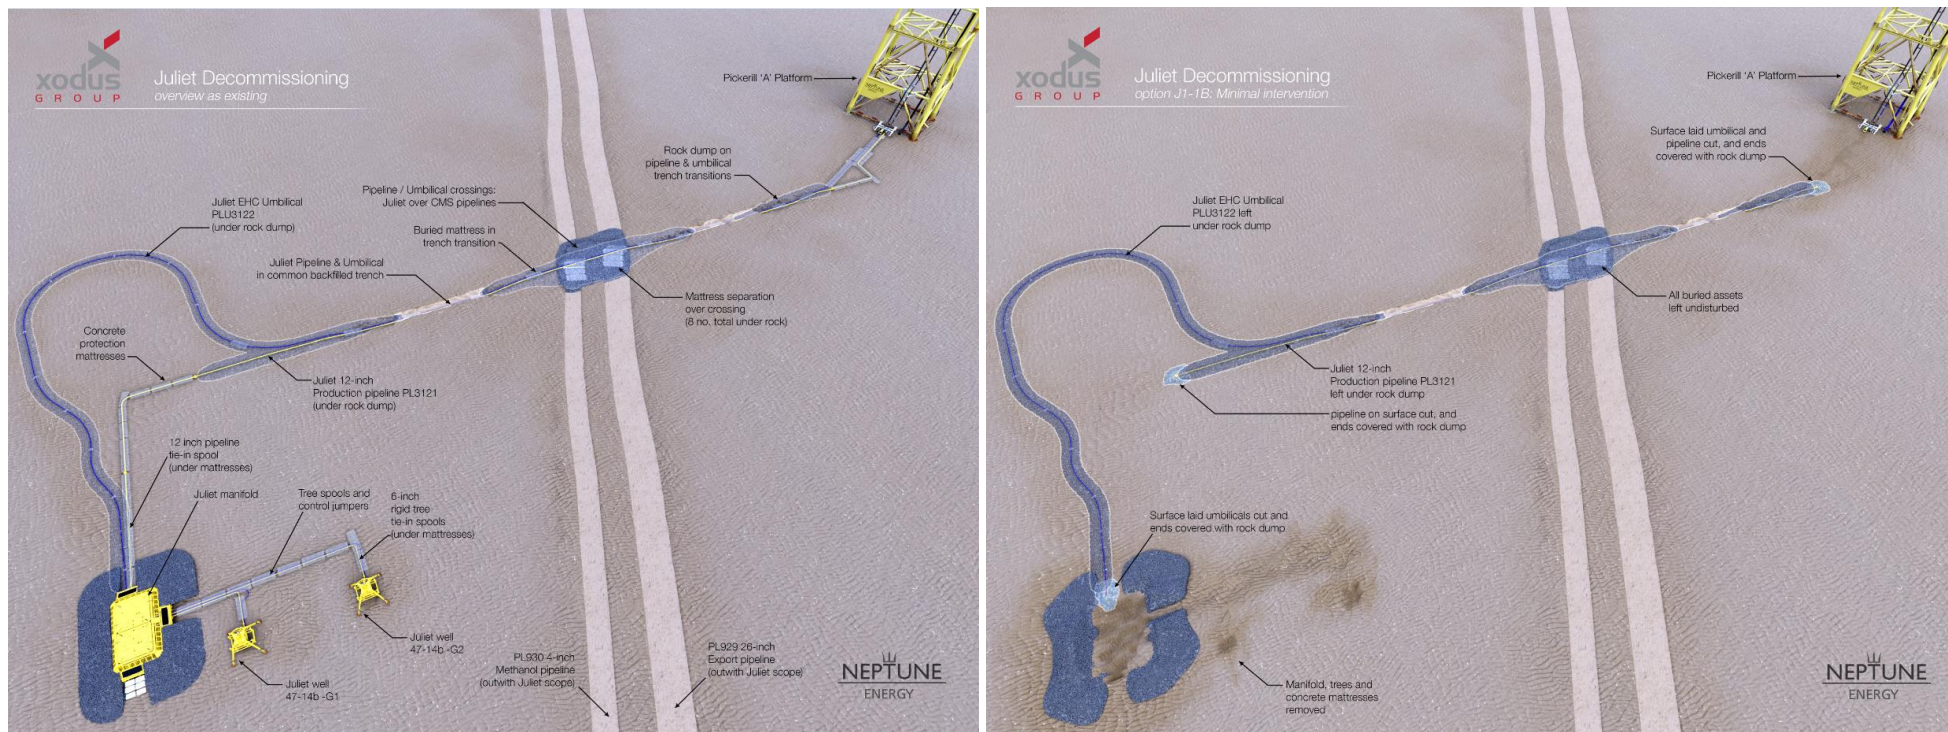 xodus
GROUP
Juliet Decommissioning
overview as existing
Pickerill 'A' Platform
Rock dump on
pipeline & umbilical
trench transitions
Pipeline / Umbilical crossings:
Juliet over CMS pipelines
Juliet EHC Umbilical
PLU3122
(under rock dump)
Buried mattress in
trench transition
Juliet Pipeline & Umbilical
in common backfilled trench
Mattress separation
over crossing
(8 no. total under rock)
Concrete
protection
mattresses
Juliet 12-inch
Production pipeline PL3121
(under rock dump)
12 inch pipeline
tie-in spool
(under mattresses)
Juliet manifold
Tree spools and
control jumpers
6-inch
rigid tree
tie-in spools
(under mattresses)
Juliet well
47-14b -G2
Juliet well
47-14b -G1
PL930 4-inch
Methanol pipeline
(outwith Juliet scope)
PL929 26-inch
Export pipeline
(outwith Juliet scope)
NEPTUNE
ENERGY
xodus
GROUP
Juliet Decommissioning
option J1-1B: Minimal intervention
Pickerill 'A' Platform
Surface laid umbilical and
pipeline cut, and ends
covered with rock dump
Juliet EHC Umbilical
PLU3122 left
under rock dump
All buried assets
left undisturbed
Juliet 12-inch
Production pipeline PL3121
left under rock dump
pipeline on surface cut, and
ends covered with rock dump
Surface laid umbilicals cut and
ends covered with rock dump
Manifold, trees and
concrete mattresses
removed
NEPTUNE
ENERGY